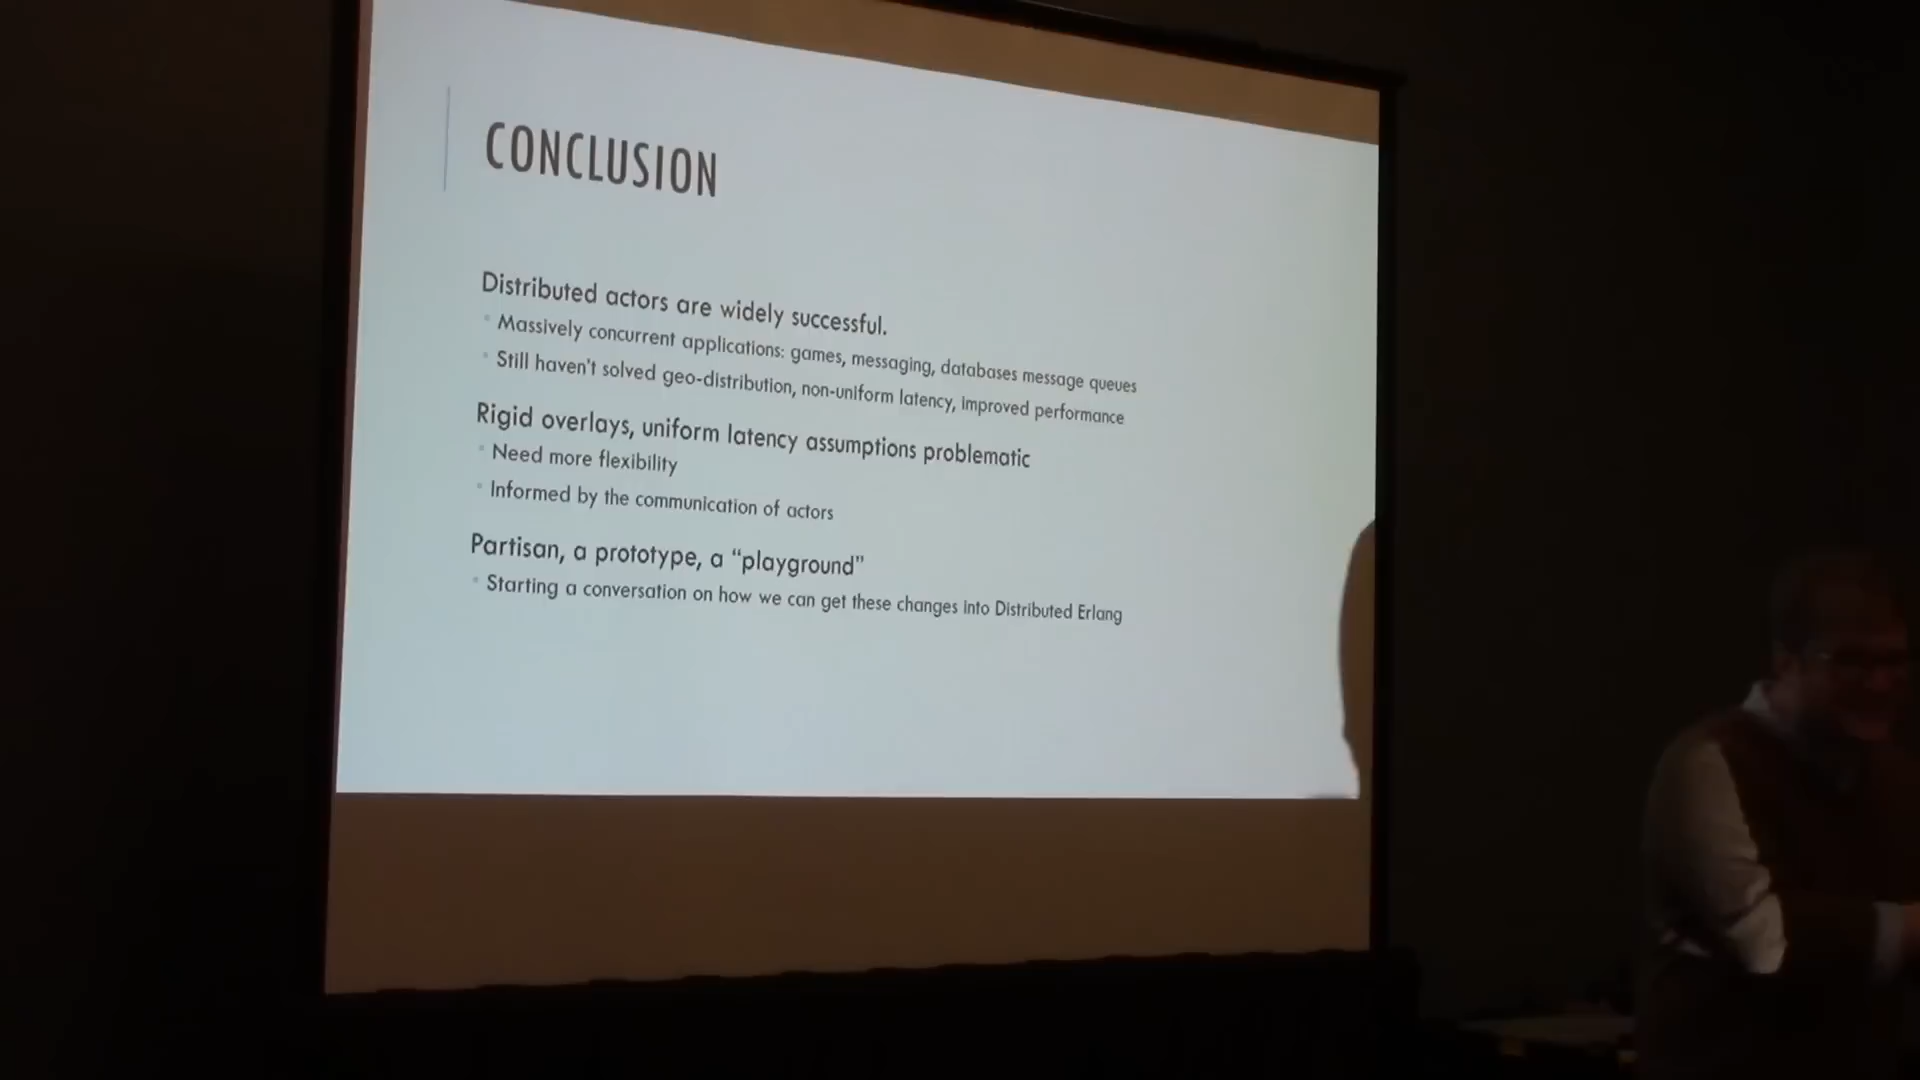 CONCLUSION
Distributed actors are widely successful.
Massively concurrent applications: games, messaging, databases message queues
Still haven't solved geo-distribution, non-uniform latency, improved performance
Rigid overlays, uniform latency assumptions problematic
Need more flexibility
Informed by the communication of actors
Partisan, a prototype, a “playground”
Starting a conversation on how we can get these changes into Distributed Erlang